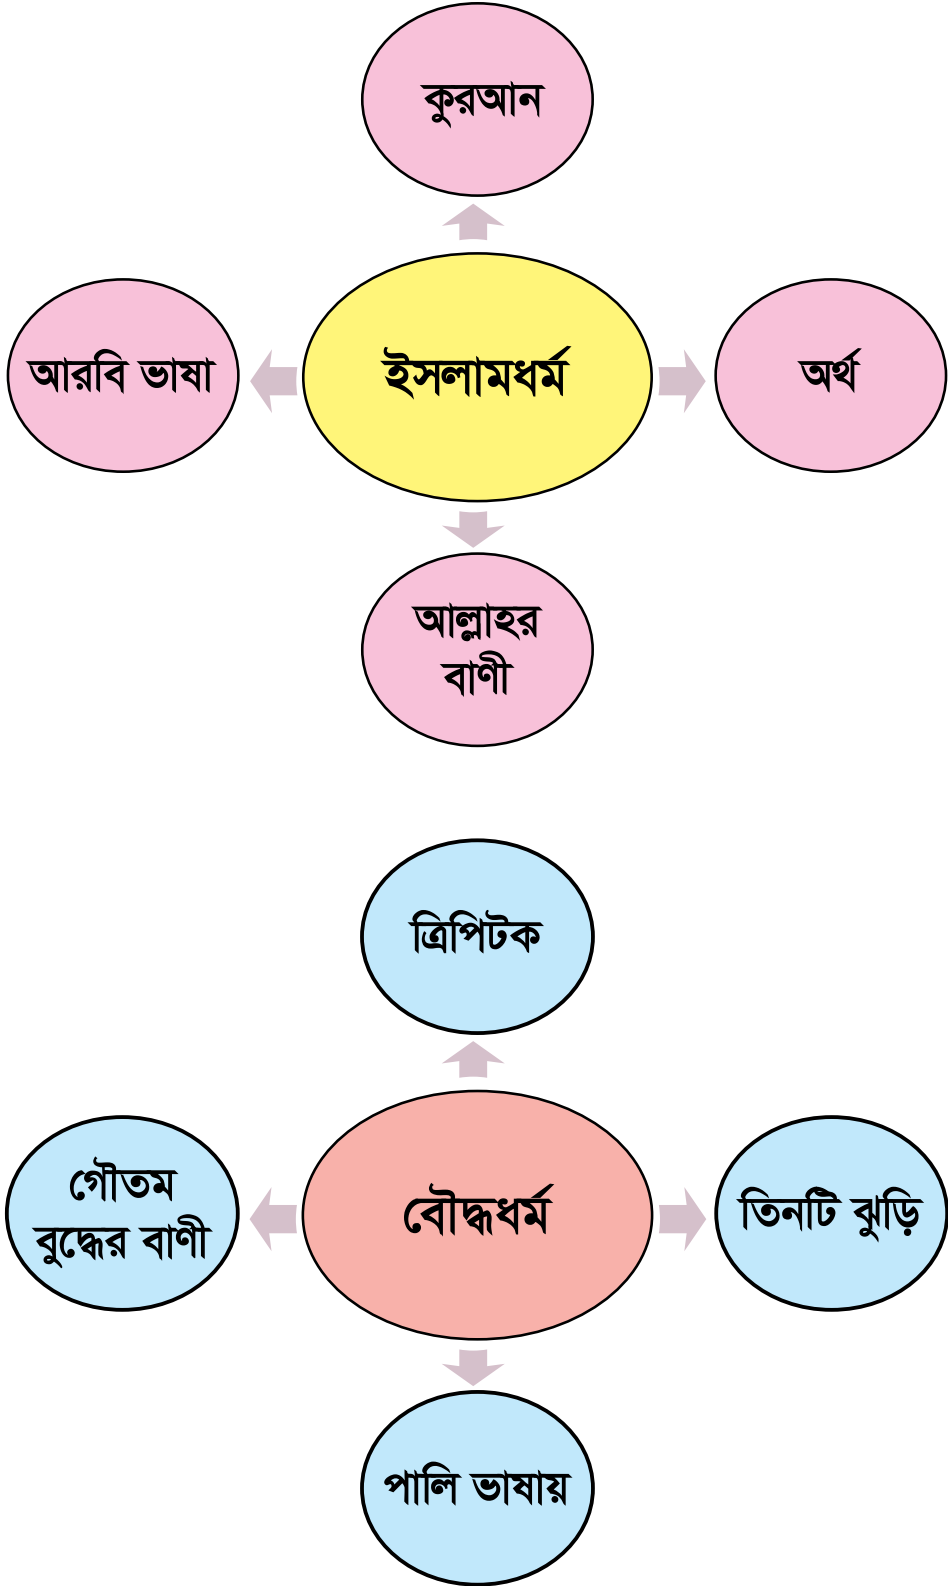 কুরআন
আরবি ভাষা
ইসলামধর্ম
অর্থ
আল্লাহর
বাণী
ত্রিপিটক
গৌতম
বুদ্ধের বাণী
বৌদ্ধধর্ম
তিনটি ঝুড়ি
পালি ভাষায়